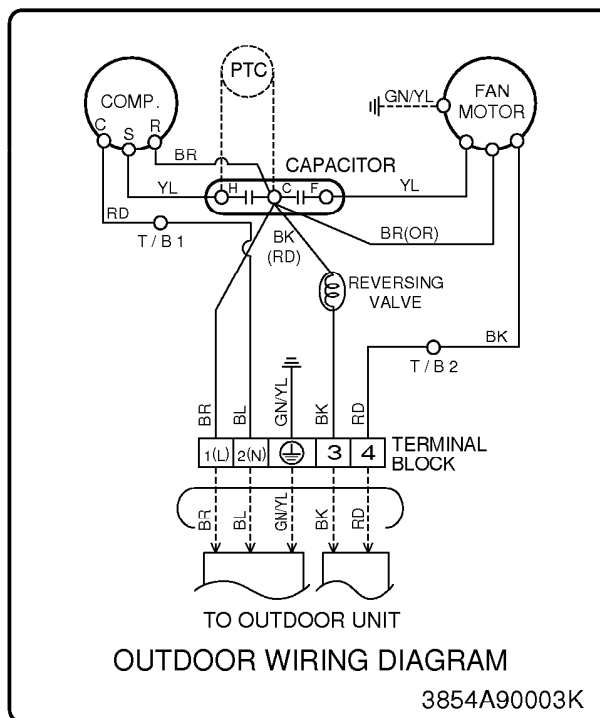 PTC
COMP.
C
S
R
GN/YL
FAN
MOTOR
BR
CAPACITOR
H
C
F
YL
YL
RD
T / B 1
BK
(RD)
BR(OR)
REVERSING
VALVE
BK
T / B 2
BR
BL
GN/YL
BK
RD
1(L)
2(N)
3
4
TERMINAL
BLOCK
BR
BL
GN/YL
BK
RD
TO OUTDOOR UNIT
OUTDOOR WIRING DIAGRAM
3854A90003K